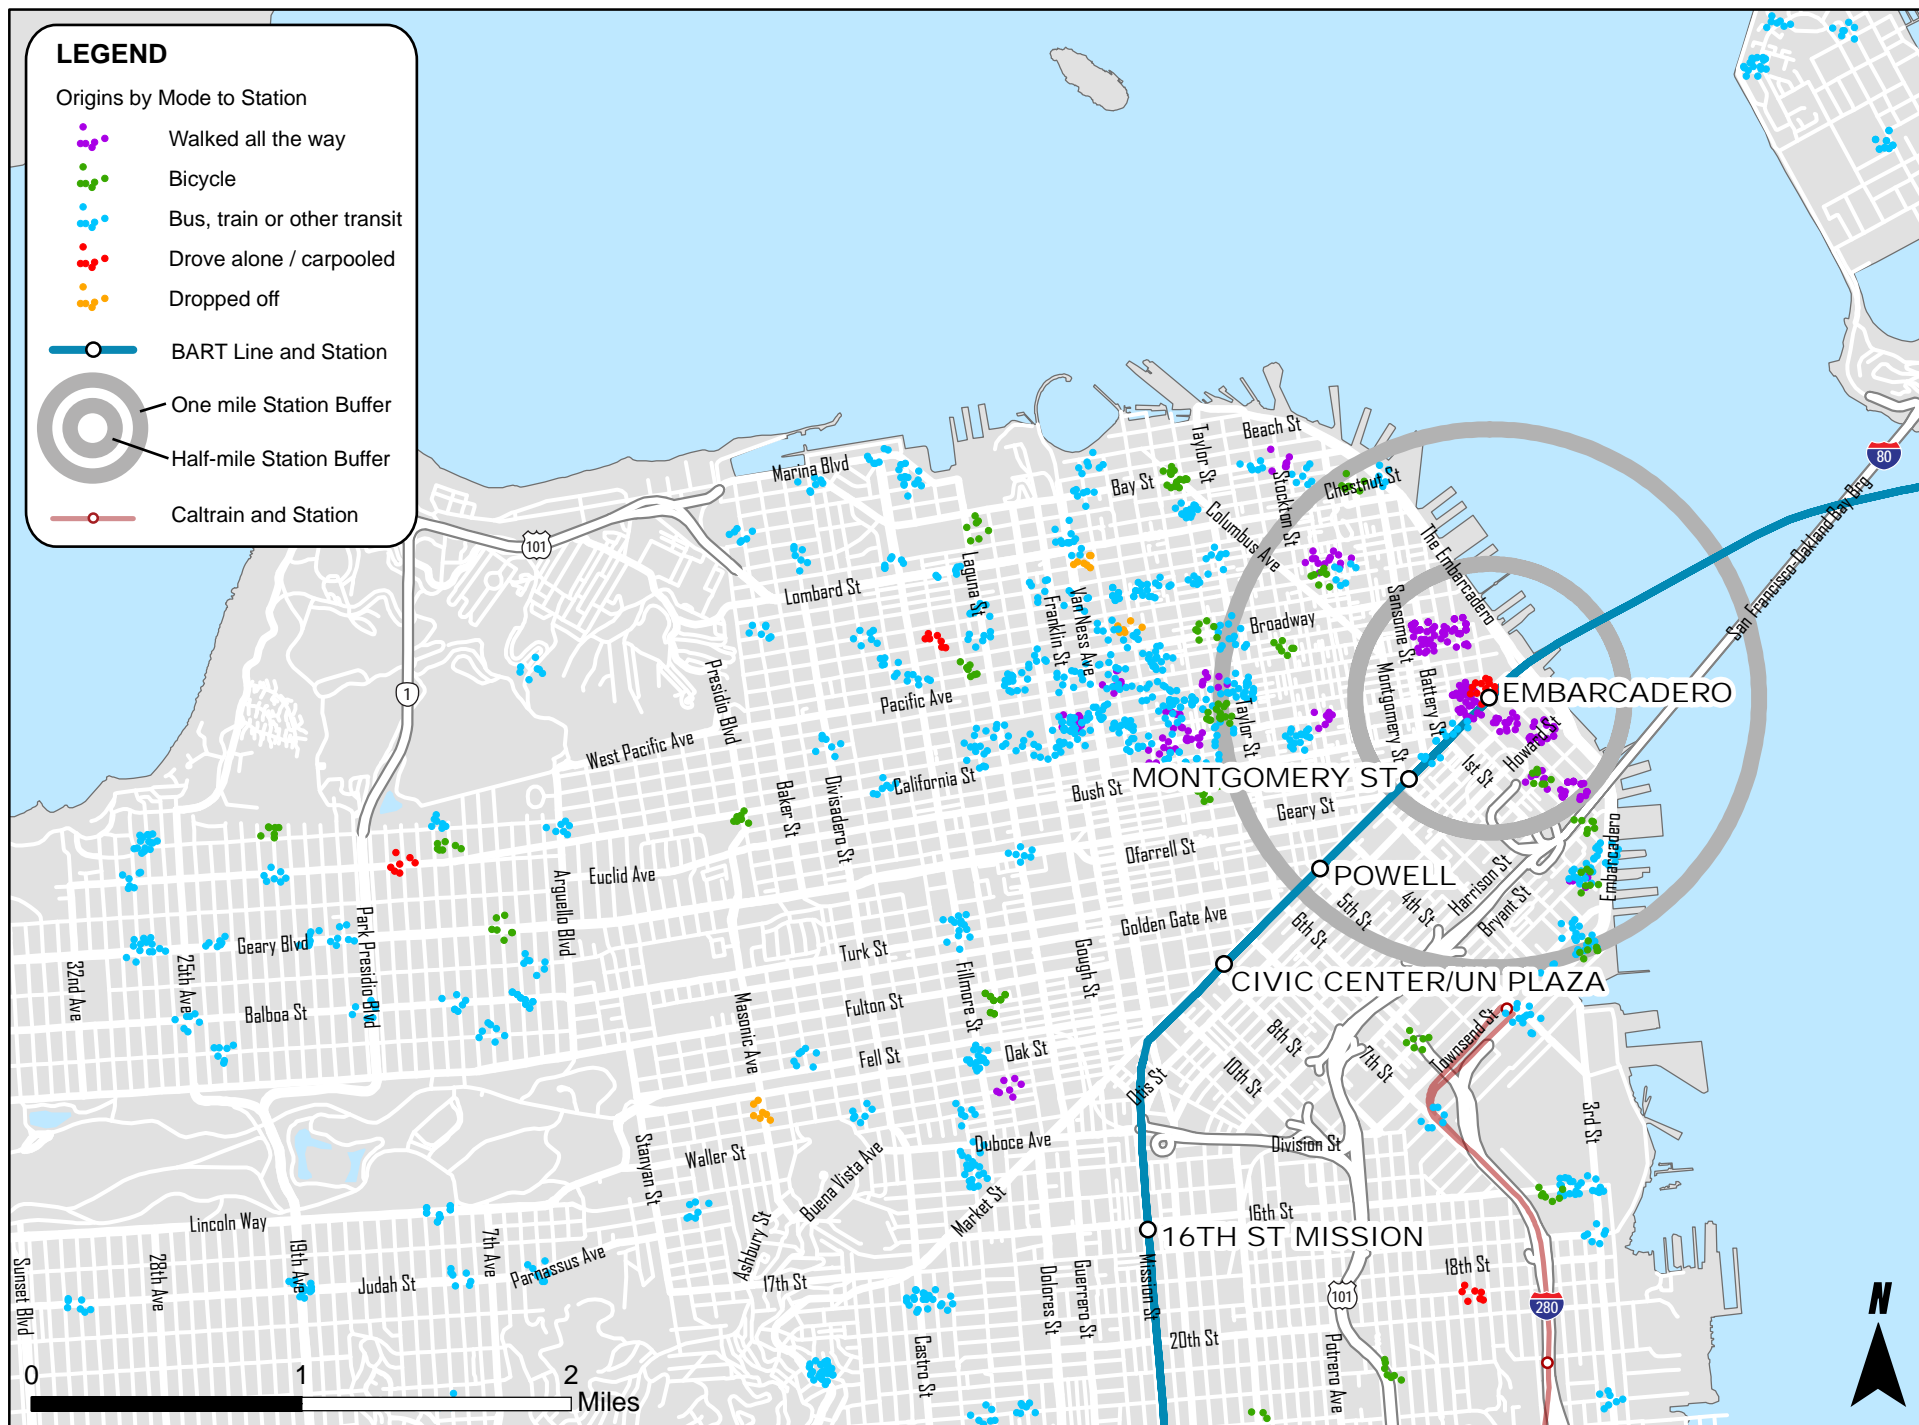 LEGEND
Origins by Mode to Station
Walked all the way
Bicycle
Bus, train or other transit
Drove alone / carpooled
Dropped off
BART Line and Station
One mile Station Buffer
Half-mile Station Buffer
Caltrain and Station
80
101
1
Beach St
Taylor St
Stockton St
Chestnut St
Bay St
Columbus Ave
The Embarcadero
San Francisco-Oakland Bay Brg
Marina Blvd
Lombard St
Laguna St
Franklin St
Van Ness Ave
Broadway
Sansome St
Montgomery St
Battery St
EMBARCADERO
Presidio Blvd
Pacific Ave
West Pacific Ave
Taylor St
Howard St
1st St
MONTGOMERY ST
Baker St
Divisadero St
California St
Bush St
Geary St
Ofarrell St
Embarcadero
Euclid Ave
Arguello Blvd
POWELL
Harrison St
Bryant St
4th St
5th St
6th St
Golden Gate Ave
Park Presidio Blvd
Geary Blvd
32nd Ave
25th Ave
Balboa St
Turk St
Fulton St
Fillmore St
Gough St
CIVIC CENTER/UN PLAZA
Masonic Ave
Fell St
Oak St
Otis St
8th St
10th St
7th St
Townsend St
3rd St
Stanyan St
Waller St
Buena Vista Ave
Duboce Ave
Division St
Market St
16th St
16TH ST MISSION
Lincoln Way
7th Ave
Parnassus Ave
Ashbury St
17th St
Sunset Blvd
28th Ave
19th Ave
Judah St
Dolores St
Guerrero St
Mission St
18th St
280
101
20th St
Castro St
Potrero Ave
N
0
1
2
Miles